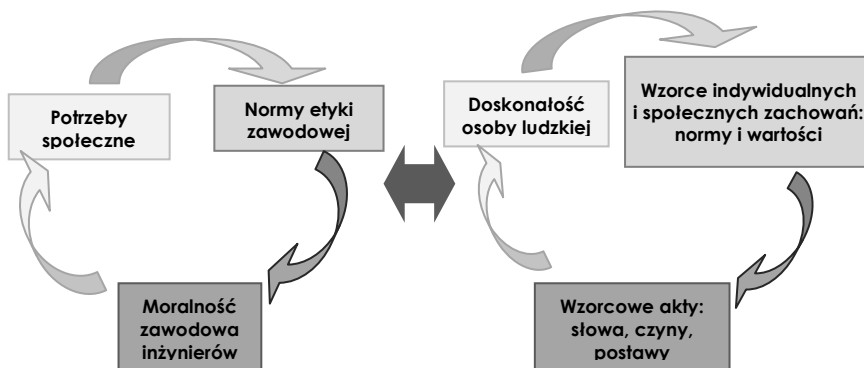 Potrzeby
społeczne
Normy etyki
zawodowej
Moralność
zawodowa
inżynierów
Doskonałość
osoby ludzkiej
Wzorce indywidualnych
i społecznych zachowań:
normy i wartości
Wzorcowe akty:
słowa, czyny,
postawy